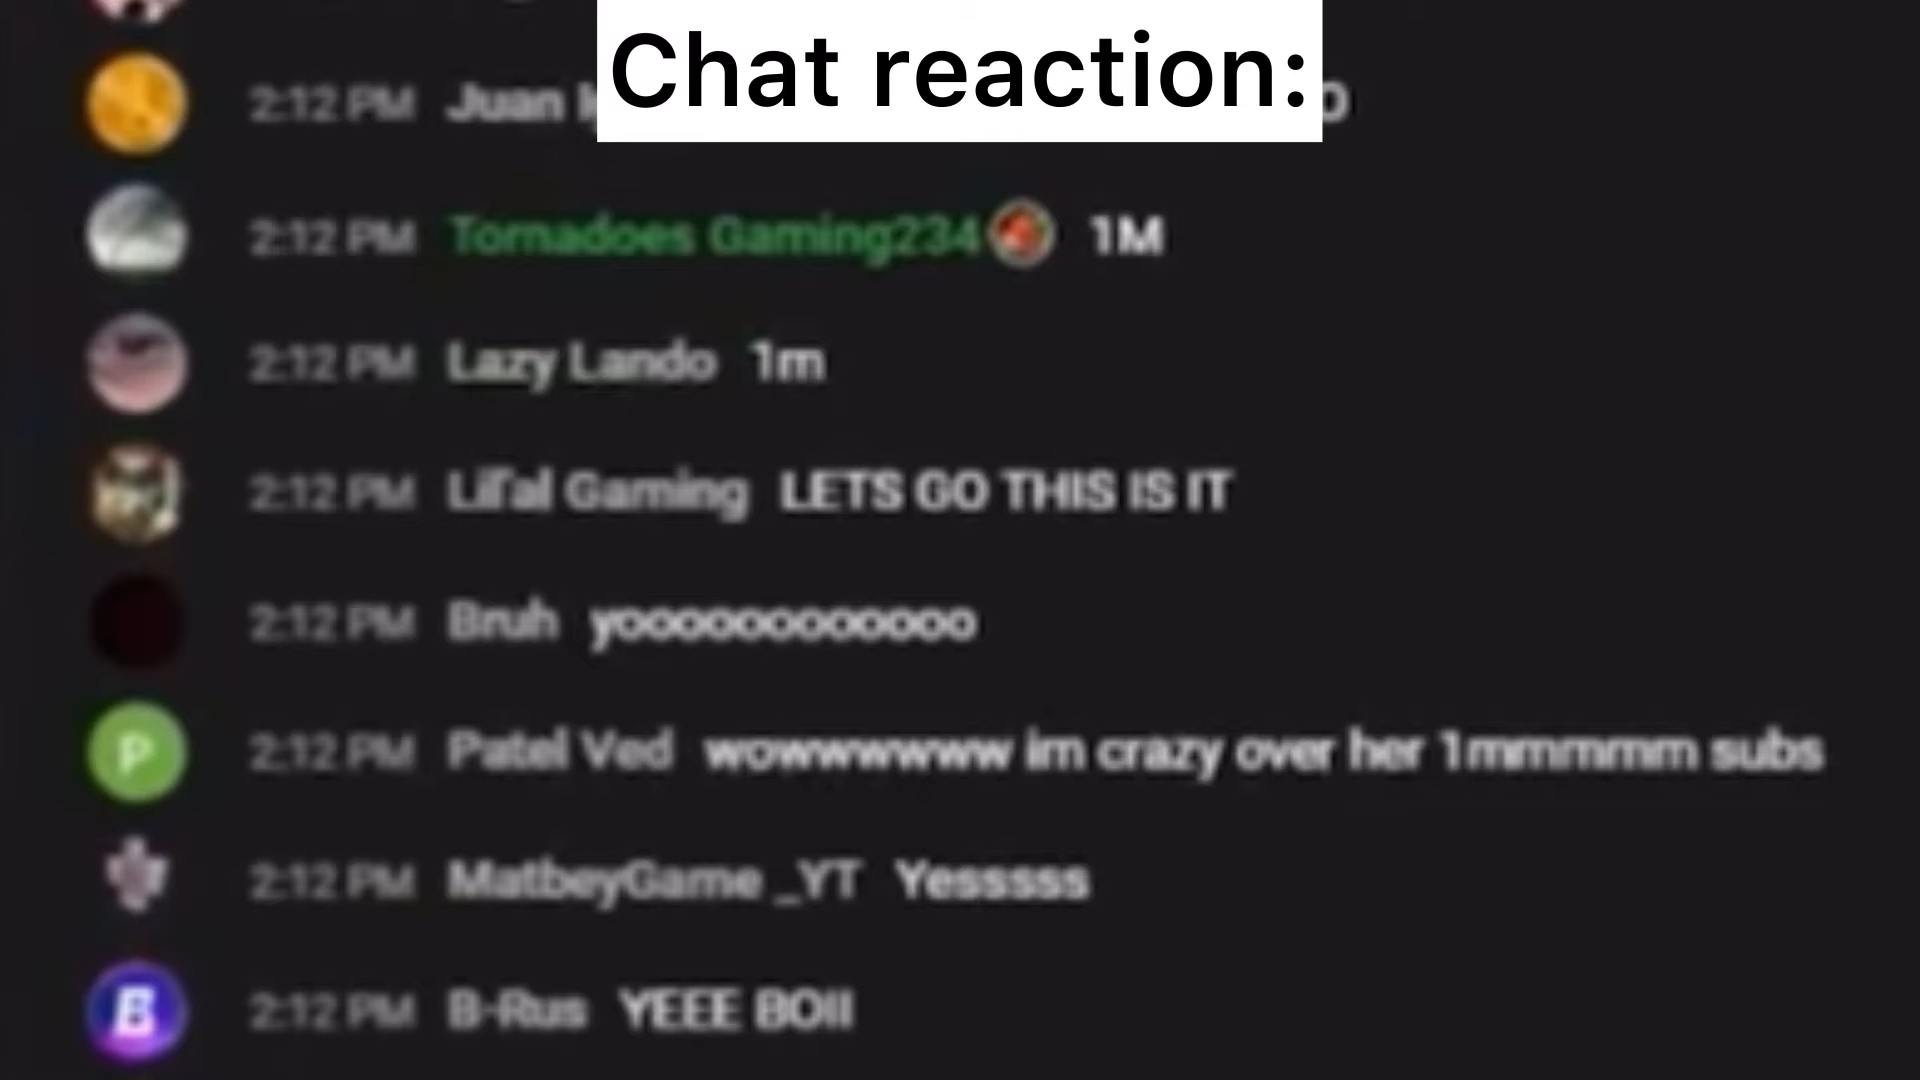 Chat reaction:
2:12 PM Juan
2:12 PM Tornadoes Gaming234 1M
2:12 PM Lazy Lando 1m
2:12 PM Lil'al Gaming LETS GO THIS IS IT
2:12 PM Bruh yooooooooooooo
P 2:12 PM Patel Ved wowwwwwww im crazy over her 1mmmmm subs
2:12 PM MatbeyGame _YT Yesssss
B 2:12 PM B-Rus YEEE BOII